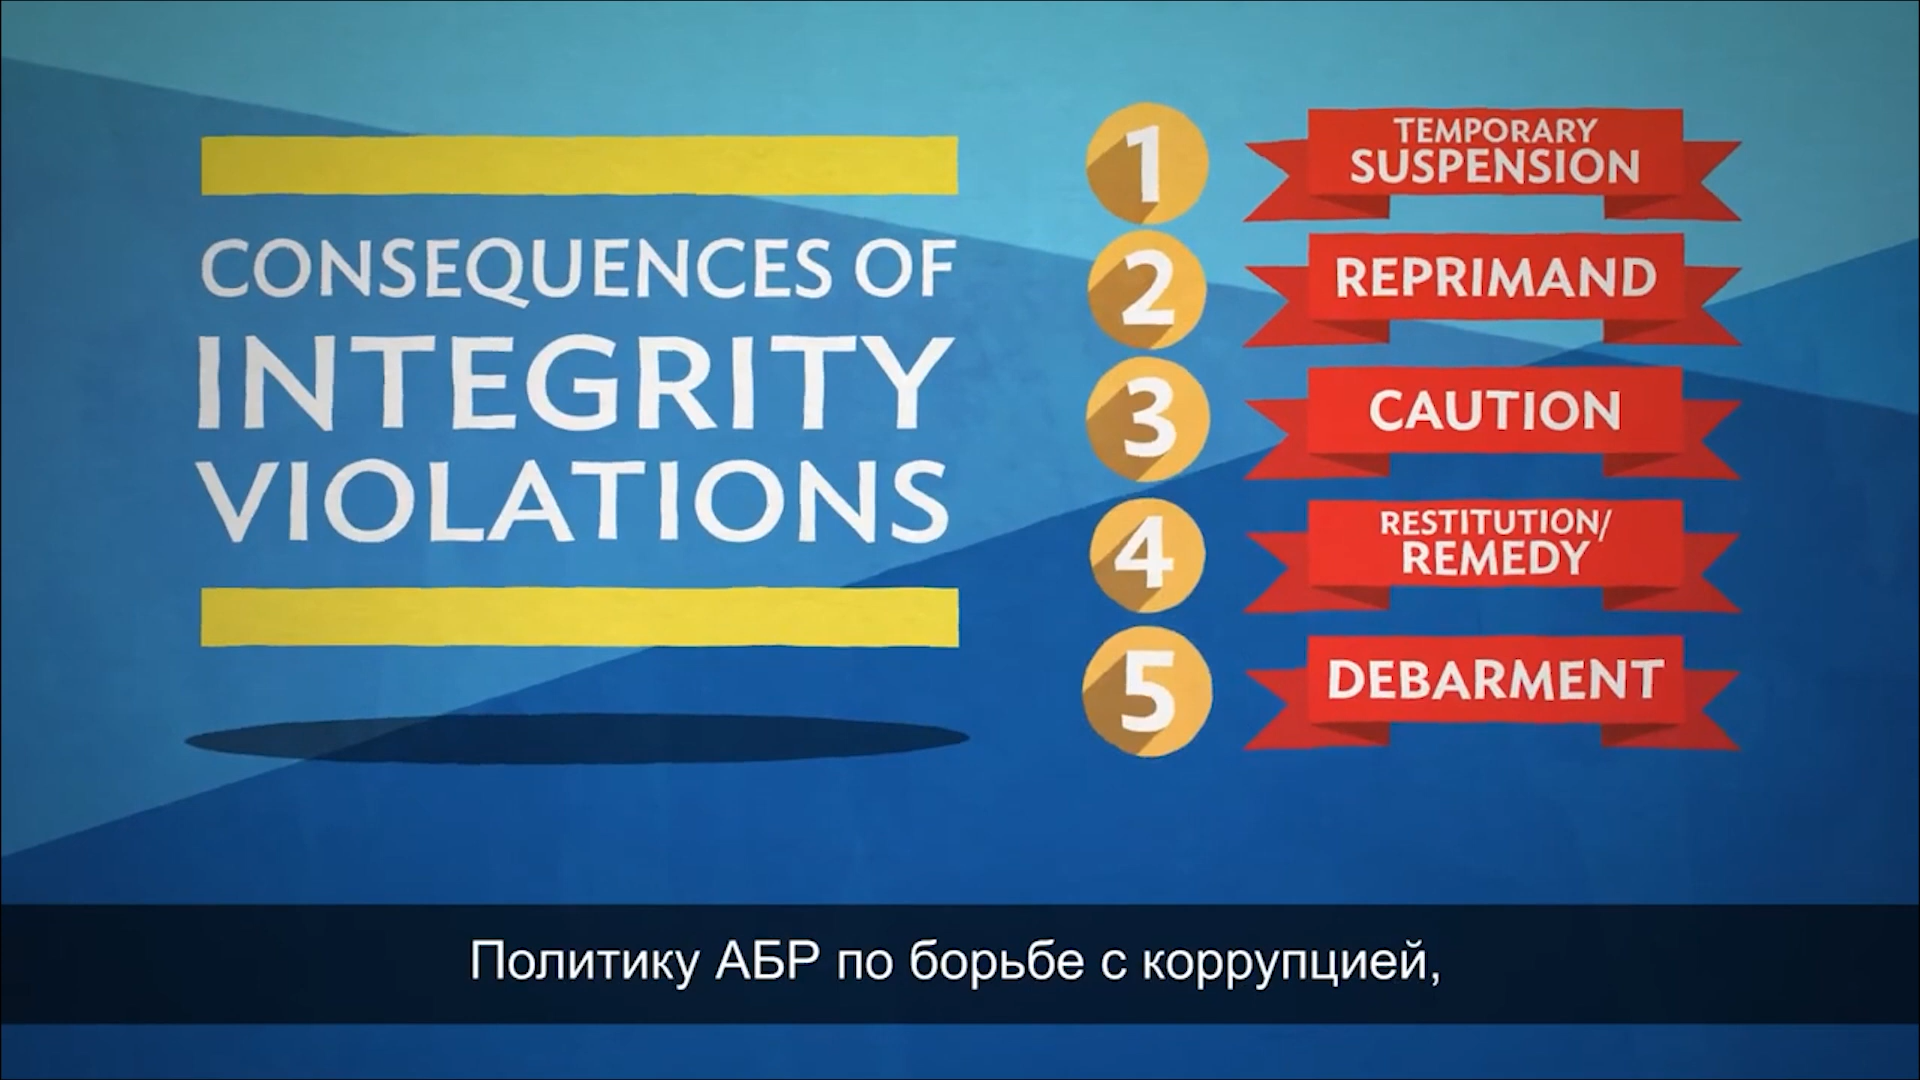 CONSEQUENCES OF
INTEGRITY
VIOLATIONS
1
TEMPORARY
SUSPENSION
2
REPRIMAND
3
CAUTION
4
RESTITUTION/
REMEDY
5
DEBARMENT
Политику АБР по борьбе с коррупцией,